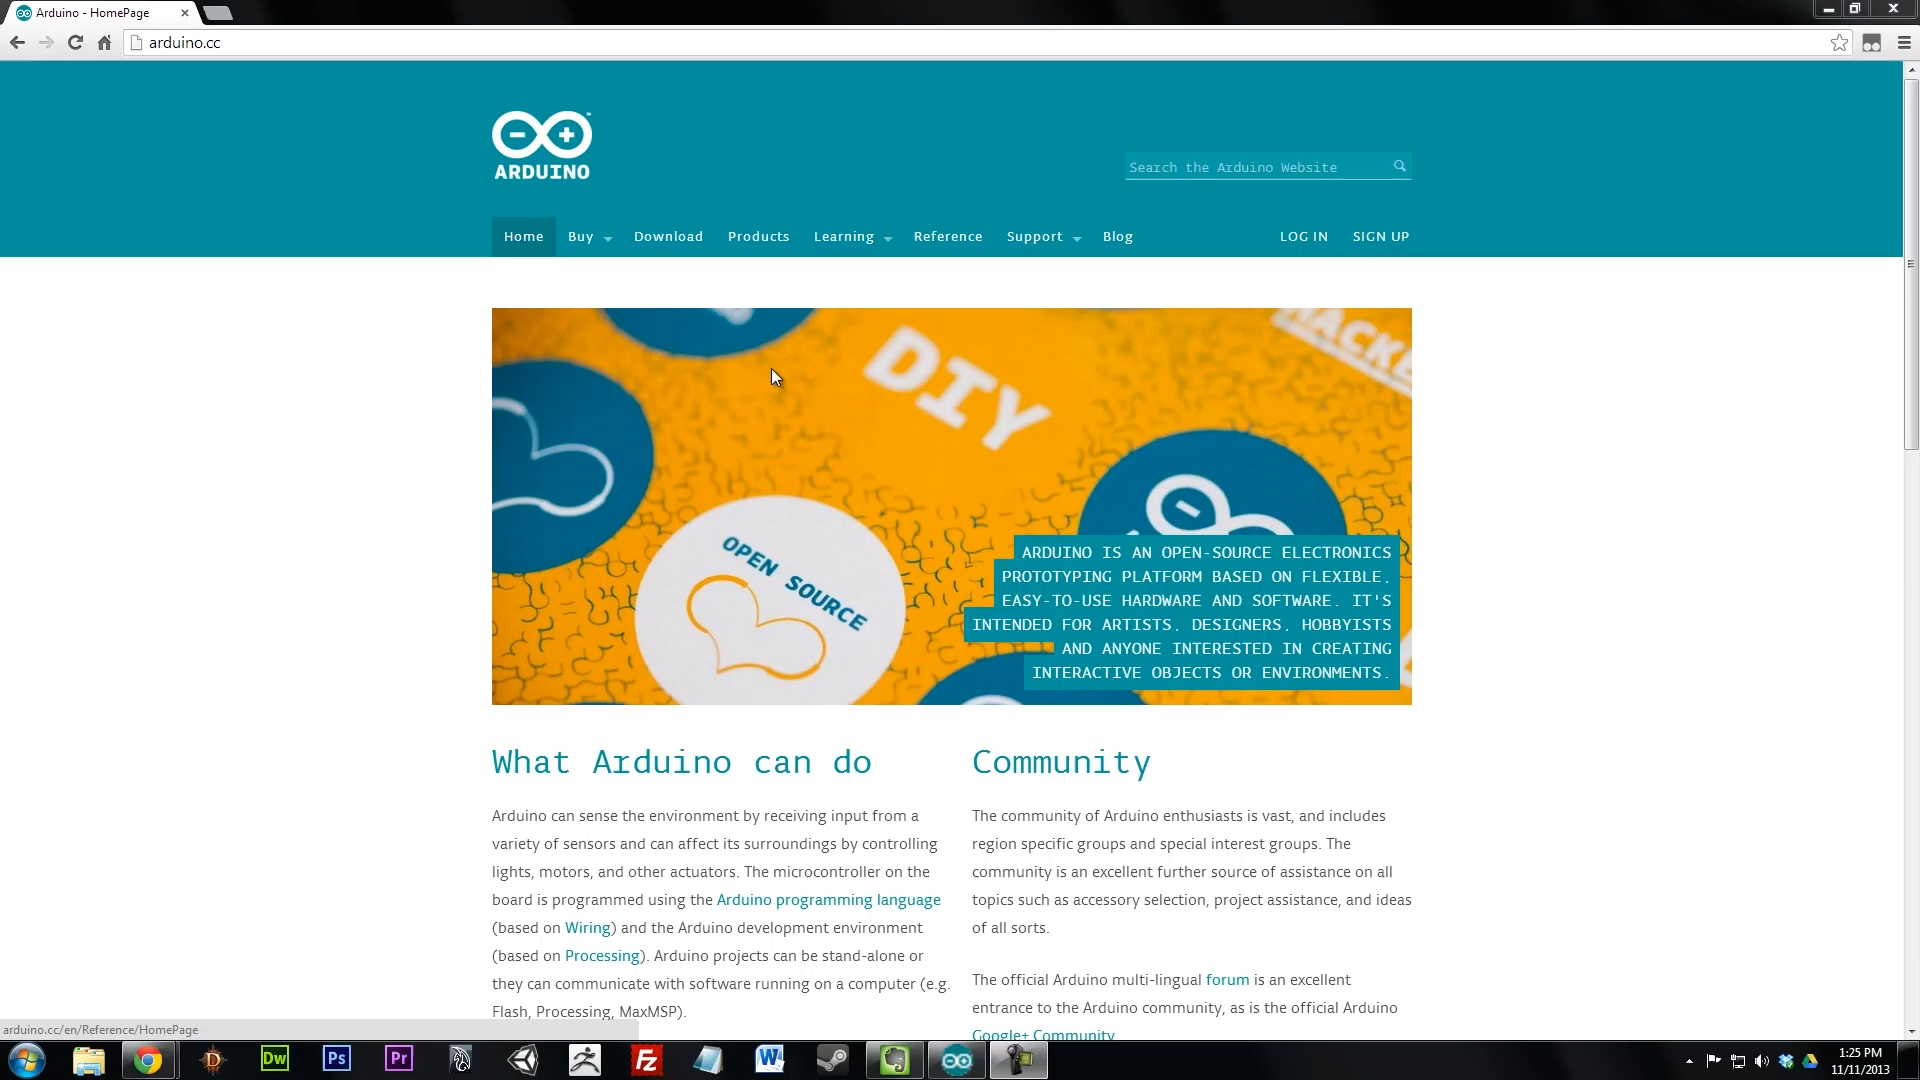 Arduino - HomePage
arduino.cc
ARDUINO
Search the Arduino Website
Home Buy Download Products Learning Reference Support Blog LOG IN SIGN UP
DIY
OPEN SOURCE
ARDUINO IS AN OPEN-SOURCE ELECTRONICS
PROTOTYPING PLATFORM BASED ON FLEXIBLE,
EASY-TO-USE HARDWARE AND SOFTWARE. IT'S
INTENDED FOR ARTISTS, DESIGNERS, HOBBYISTS
AND ANYONE INTERESTED IN CREATING
INTERACTIVE OBJECTS OR ENVIRONMENTS.
What Arduino can do
Arduino can sense the environment by receiving input from a
variety of sensors and can affect its surroundings by controlling
lights, motors, and other actuators. The microcontroller on the
board is programmed using the Arduino programming language
(based on Wiring) and the Arduino development environment
(based on Processing). Arduino projects can be stand-alone or
they can communicate with software running on a computer (e.g.
Flash, Processing, MaxMSP).
Community
The community of Arduino enthusiasts is vast, and includes
region specific groups and special interest groups. The
community is an excellent further source of assistance on all
topics such as accessory selection, project assistance, and ideas
of all sorts.
The official Arduino multi-lingual forum is an excellent
entrance to the Arduino community, as is the official Arduino
Google+ Community
arduino.cc/en/Reference/HomePage
Dw
Ps
Pr
Fz
W
1:25 PM
11/11/2013